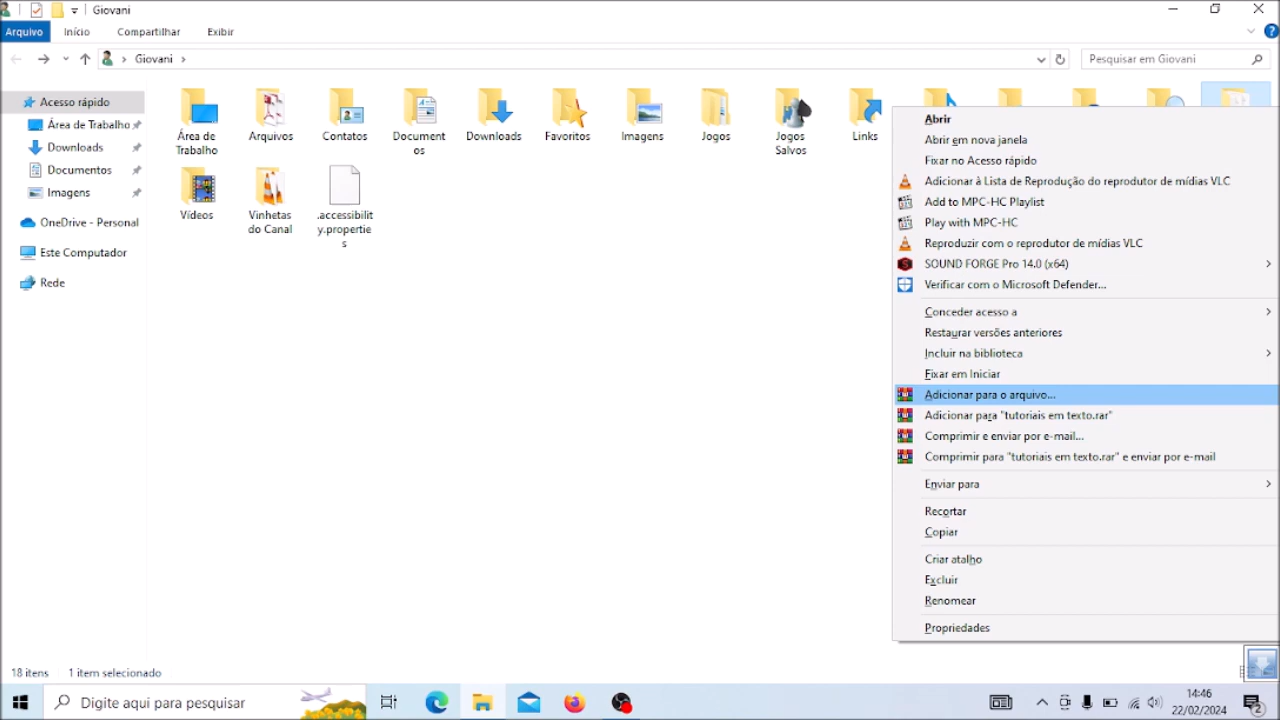 Giovani
Arquivo
Início
Compartilhar
Exibir
Giovani
Pesquisar em Giovani
Acesso rápido
Área de Trabalho
Downloads
Documentos
Imagens
OneDrive - Personal
Este Computador
Rede
Área de
Trabalho
Arquivos
Contatos
Document
os
Downloads
Favoritos
Imagens
Jogos
Jogos
Salvos
Links
Vídeos
Vinhetas
do Canal
.accessibilit
y.propertie
s
Abrir
Abrir em nova janela
Fixar no Acesso rápido
Adicionar à Lista de Reprodução do reprodutor de mídias VLC
Add to MPC-HC Playlist
Play with MPC-HC
Reproduzir com o reprodutor de mídias VLC
SOUND FORGE Pro 14.0 (x64)
Verificar com o Microsoft Defender...
Conceder acesso a
Restaurar versões anteriores
Incluir na biblioteca
Fixar em Iniciar
Adicionar para o arquivo...
Adicionar para "tutoriais em texto.rar"
Comprimir e enviar por e-mail...
Comprimir para "tutoriais em texto.rar" e enviar por e-mail
Enviar para
Recortar
Copiar
Criar atalho
Excluir
Renomear
Propriedades
18 itens
1 item selecionado
Digite aqui para pesquisar
14:46
22/02/2024
2